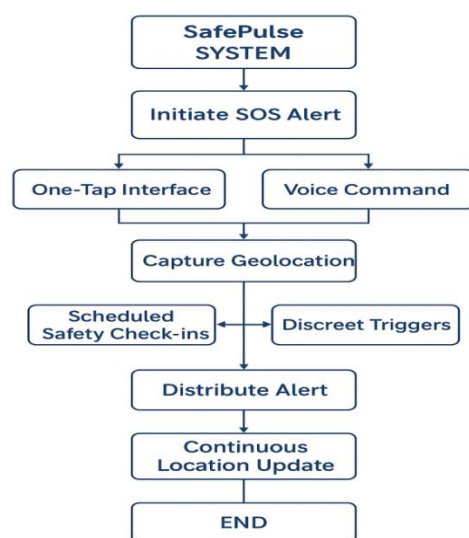 SafePulse
SYSTEM
Initiate SOS Alert
One-Tap Interface
Voice Command
Capture Geolocation
Scheduled
Safety Check-ins
Discreet Triggers
Distribute Alert
Continuous
Location Update
END